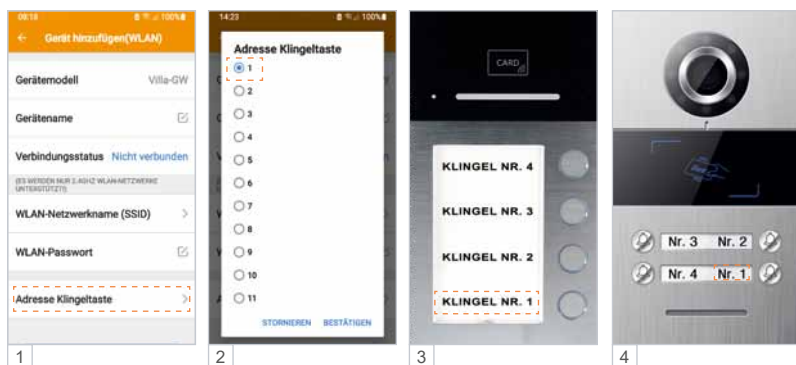 09:18
100%
Gerät hinzufügen(WLAN)
Gerätemodell Villa-GW
Gerätename
Verbindungsstatus Nicht verbunden
(ES WERDEN NUR 2.4GHZ WLAN-NETZWERKE
UNTERSTÜTZT!)
WLAN-Netzwerkname (SSID)
WLAN-Passwort
Adresse Klingeltaste
1
14:23
100%
Adresse Klingeltaste
1
2
3
4
5
6
7
8
9
10
11
STORNIEREN BESTÄTIGEN
2
CARD
KLINGEL NR. 4
KLINGEL NR. 3
KLINGEL NR. 2
KLINGEL NR. 1
3
Nr. 3 Nr. 2
Nr. 4 Nr. 1
4